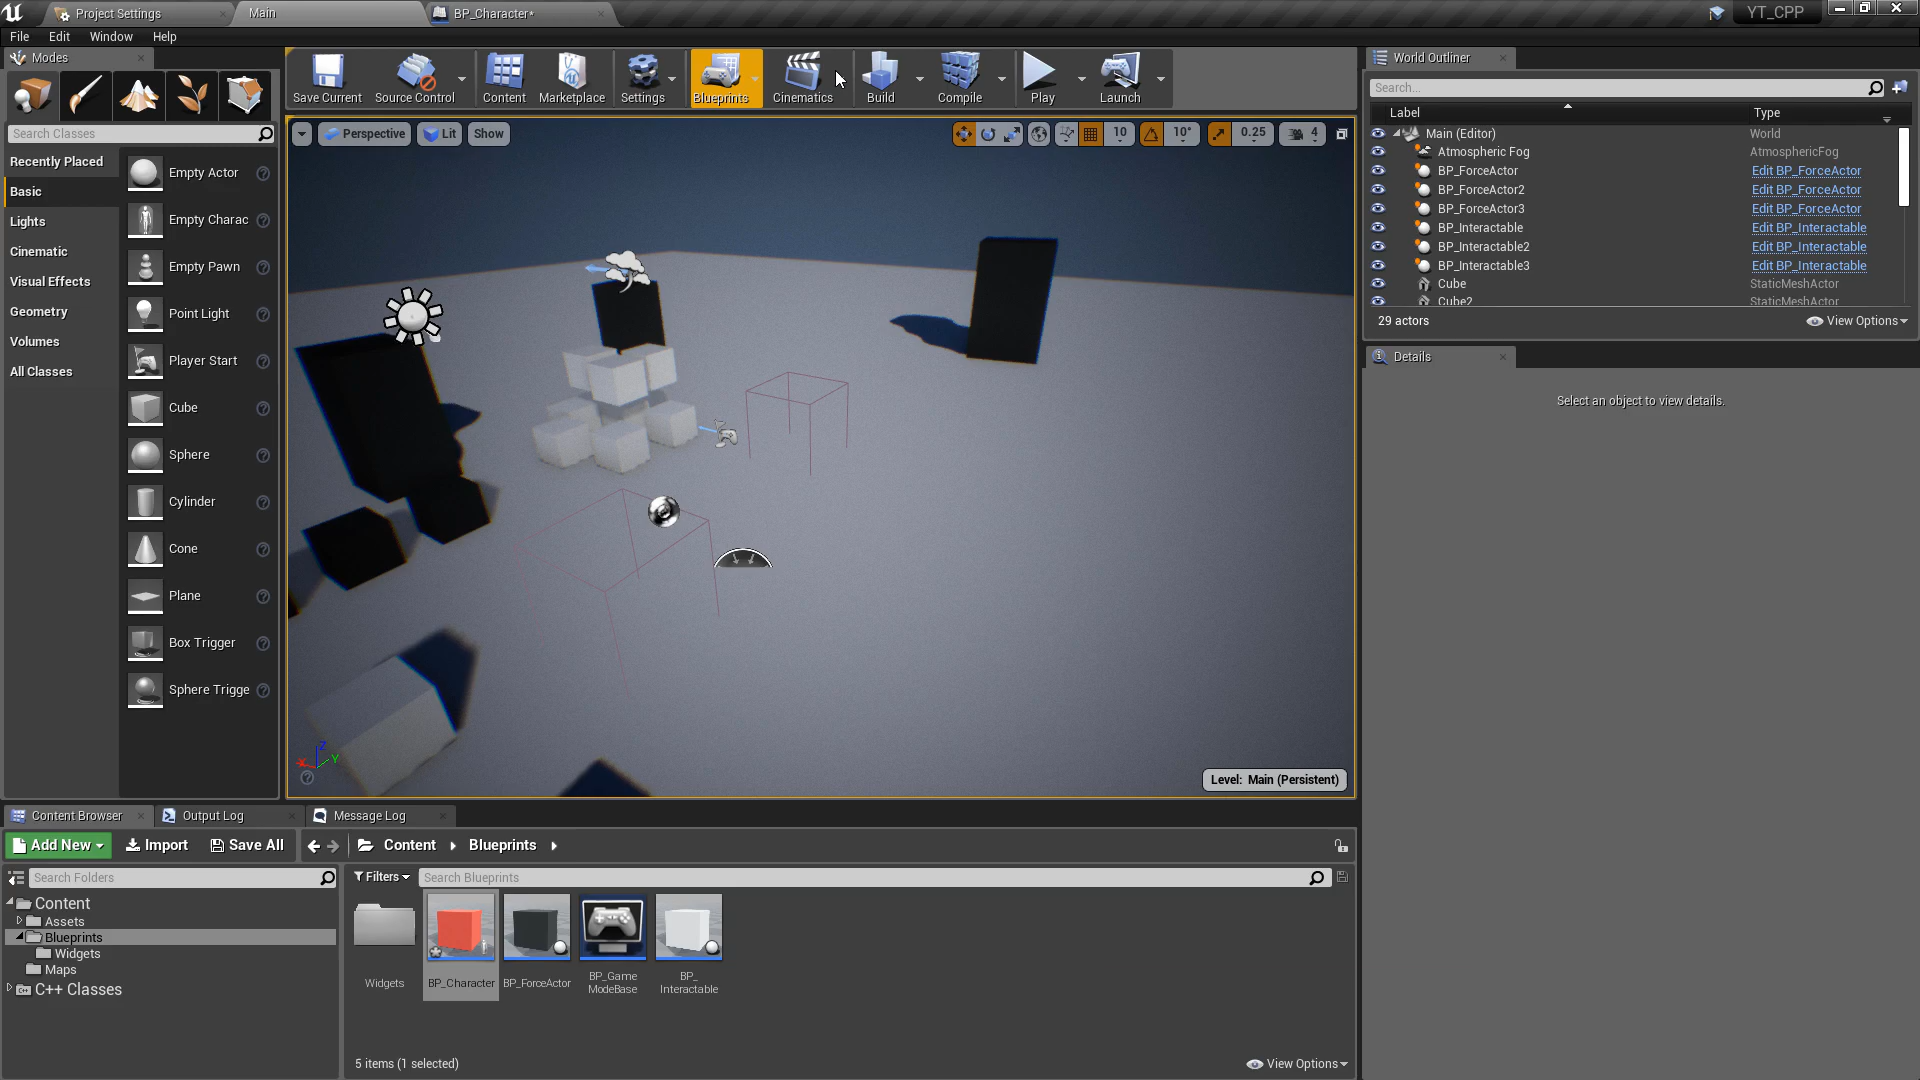 Project Settings
Main
BP_Character*
YT_CPP
File Edit Window Help
Modes
Search Classes
Recently Placed
Basic
Lights
Cinematic
Visual Effects
Geometry
Volumes
All Classes
Empty Actor
Empty Charac
Empty Pawn
Point Light
Player Start
Cube
Sphere
Cylinder
Cone
Plane
Box Trigger
Sphere Trigge
Save Current
Source Control
Content
Marketplace
Settings
Blueprints
Cinematics
Build
Compile
Play
Launch
Perspective
Lit
Show
10
10°
0.25
4
X
Z
Y
Level: Main (Persistent)
World Outliner
Search...
Label Type
Main (Editor) World
Atmospheric Fog AtmosphericFog
BP_ForceActor Edit BP_ForceActor
BP_ForceActor2 Edit BP_ForceActor
BP_ForceActor3 Edit BP_ForceActor
BP_Interactable Edit BP_Interactable
BP_Interactable2 Edit BP_Interactable
BP_Interactable3 Edit BP_Interactable
Cube StaticMeshActor
Cube2 StaticMeshActor
29 actors
View Options
Details
Select an object to view details.
Content Browser
Output Log
Message Log
Add New
Import
Save All
Content
Blueprints
Search Folders
Filters
Search Blueprints
Content
Assets
Blueprints
Widgets
Maps
C++ Classes
Widgets
BP_Character
BP_ForceActor
BP_Game
ModeBase
BP_
Interactable
5 items (1 selected)
View Options